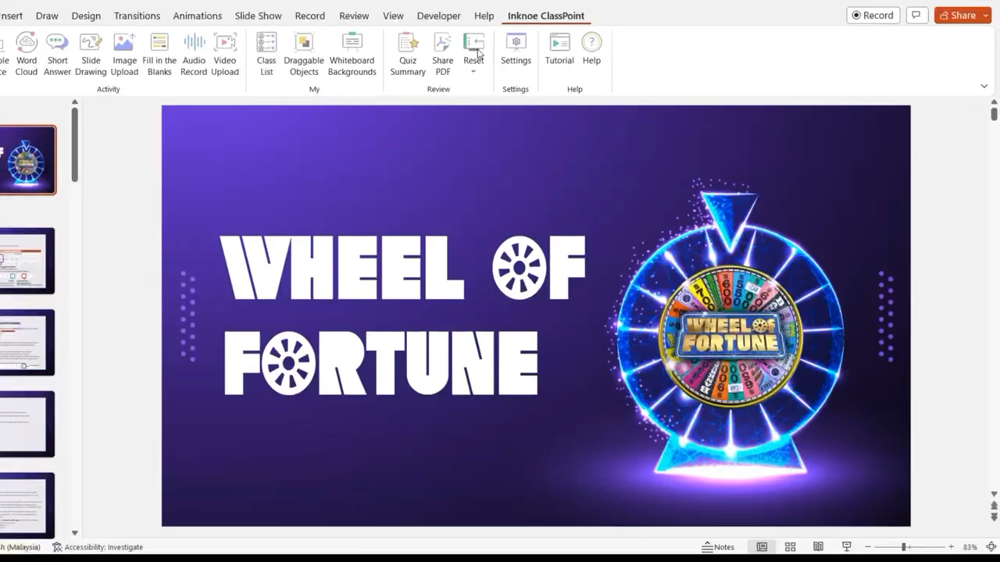 nsert Draw Design Transitions Animations Slide Show Record Review View Developer Help Inknoe ClassPoint Record Share
Word Cloud
Short Answer
Slide Drawing
Image Upload
Fill in the Blanks
Audio Record
Video Upload
Class List
Draggable Objects
Whiteboard Backgrounds
Quiz Summary
Share PDF
Reset
Settings
Tutorial
Help
Activity My Review Settings Help
WHEEL OF
FORTUNE
WHEEL OF
FORTUNE
h (Malaysia) Accessibility: Investigate Notes 83%